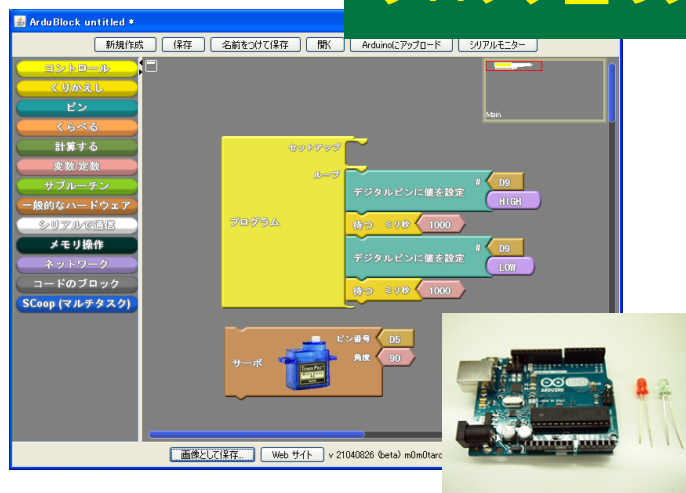 ArduBlock untitled *
新規作成 保存 名前をつけて保存 開く Arduinoにアップロード シリアルモニター
コントロール
くりかえし
ピン
くらべる
計算する
変数/定数
サブルーチン
一般的なハードウェア
シリアルで通信
メモリ操作
ネットワーク
コードのブロック
SCoop (マルチタスク)
Main
プログラム
セットアップ
ループ
デジタルピンに値を設定 # D9
HIGH
待つ ミリ秒 1000
デジタルピンに値を設定 # D9
LOW
待つ ミリ秒 1000
サーボ
ピン番号 D5
角度 90
画像として保存... Web サイト v 21040826 (beta) m0m0tarc